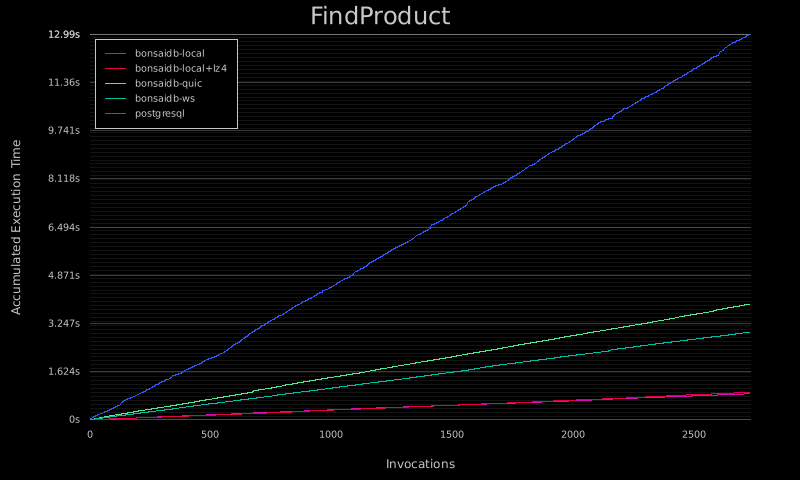 FindProduct
12.99s
11.36s
9.741s
8.118s
6.494s
4.871s
3.247s
1.624s
0s
bonsaidb-local
bonsaidb-local+lz4
bonsaidb-quic
bonsaidb-ws
postgresql
Accumulated Execution Time
0 500 1000 1500 2000 2500
Invocations